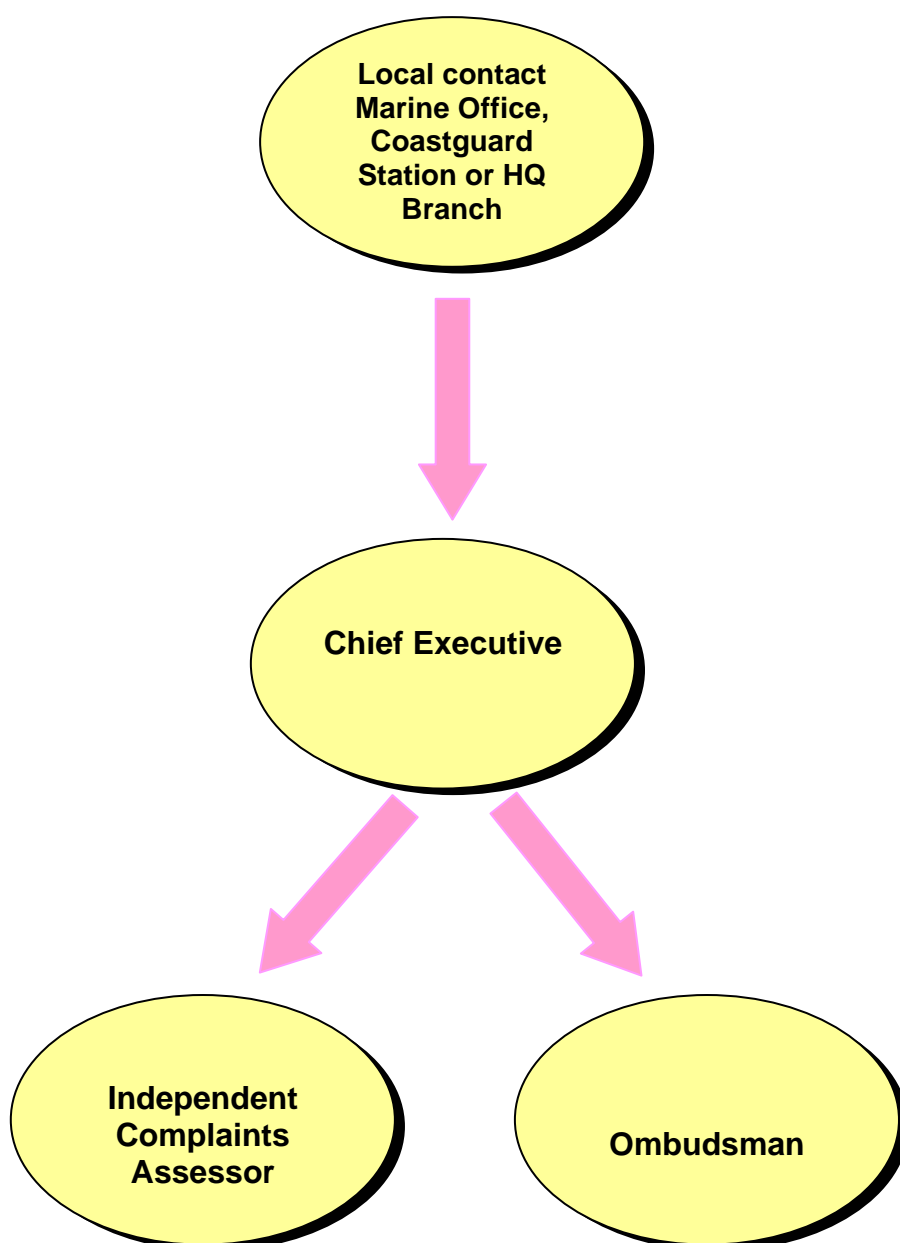 Local contact
Marine Office,
Coastguard
Station or HQ
Branch
Chief Executive
Independent
Complaints
Assessor
Ombudsman